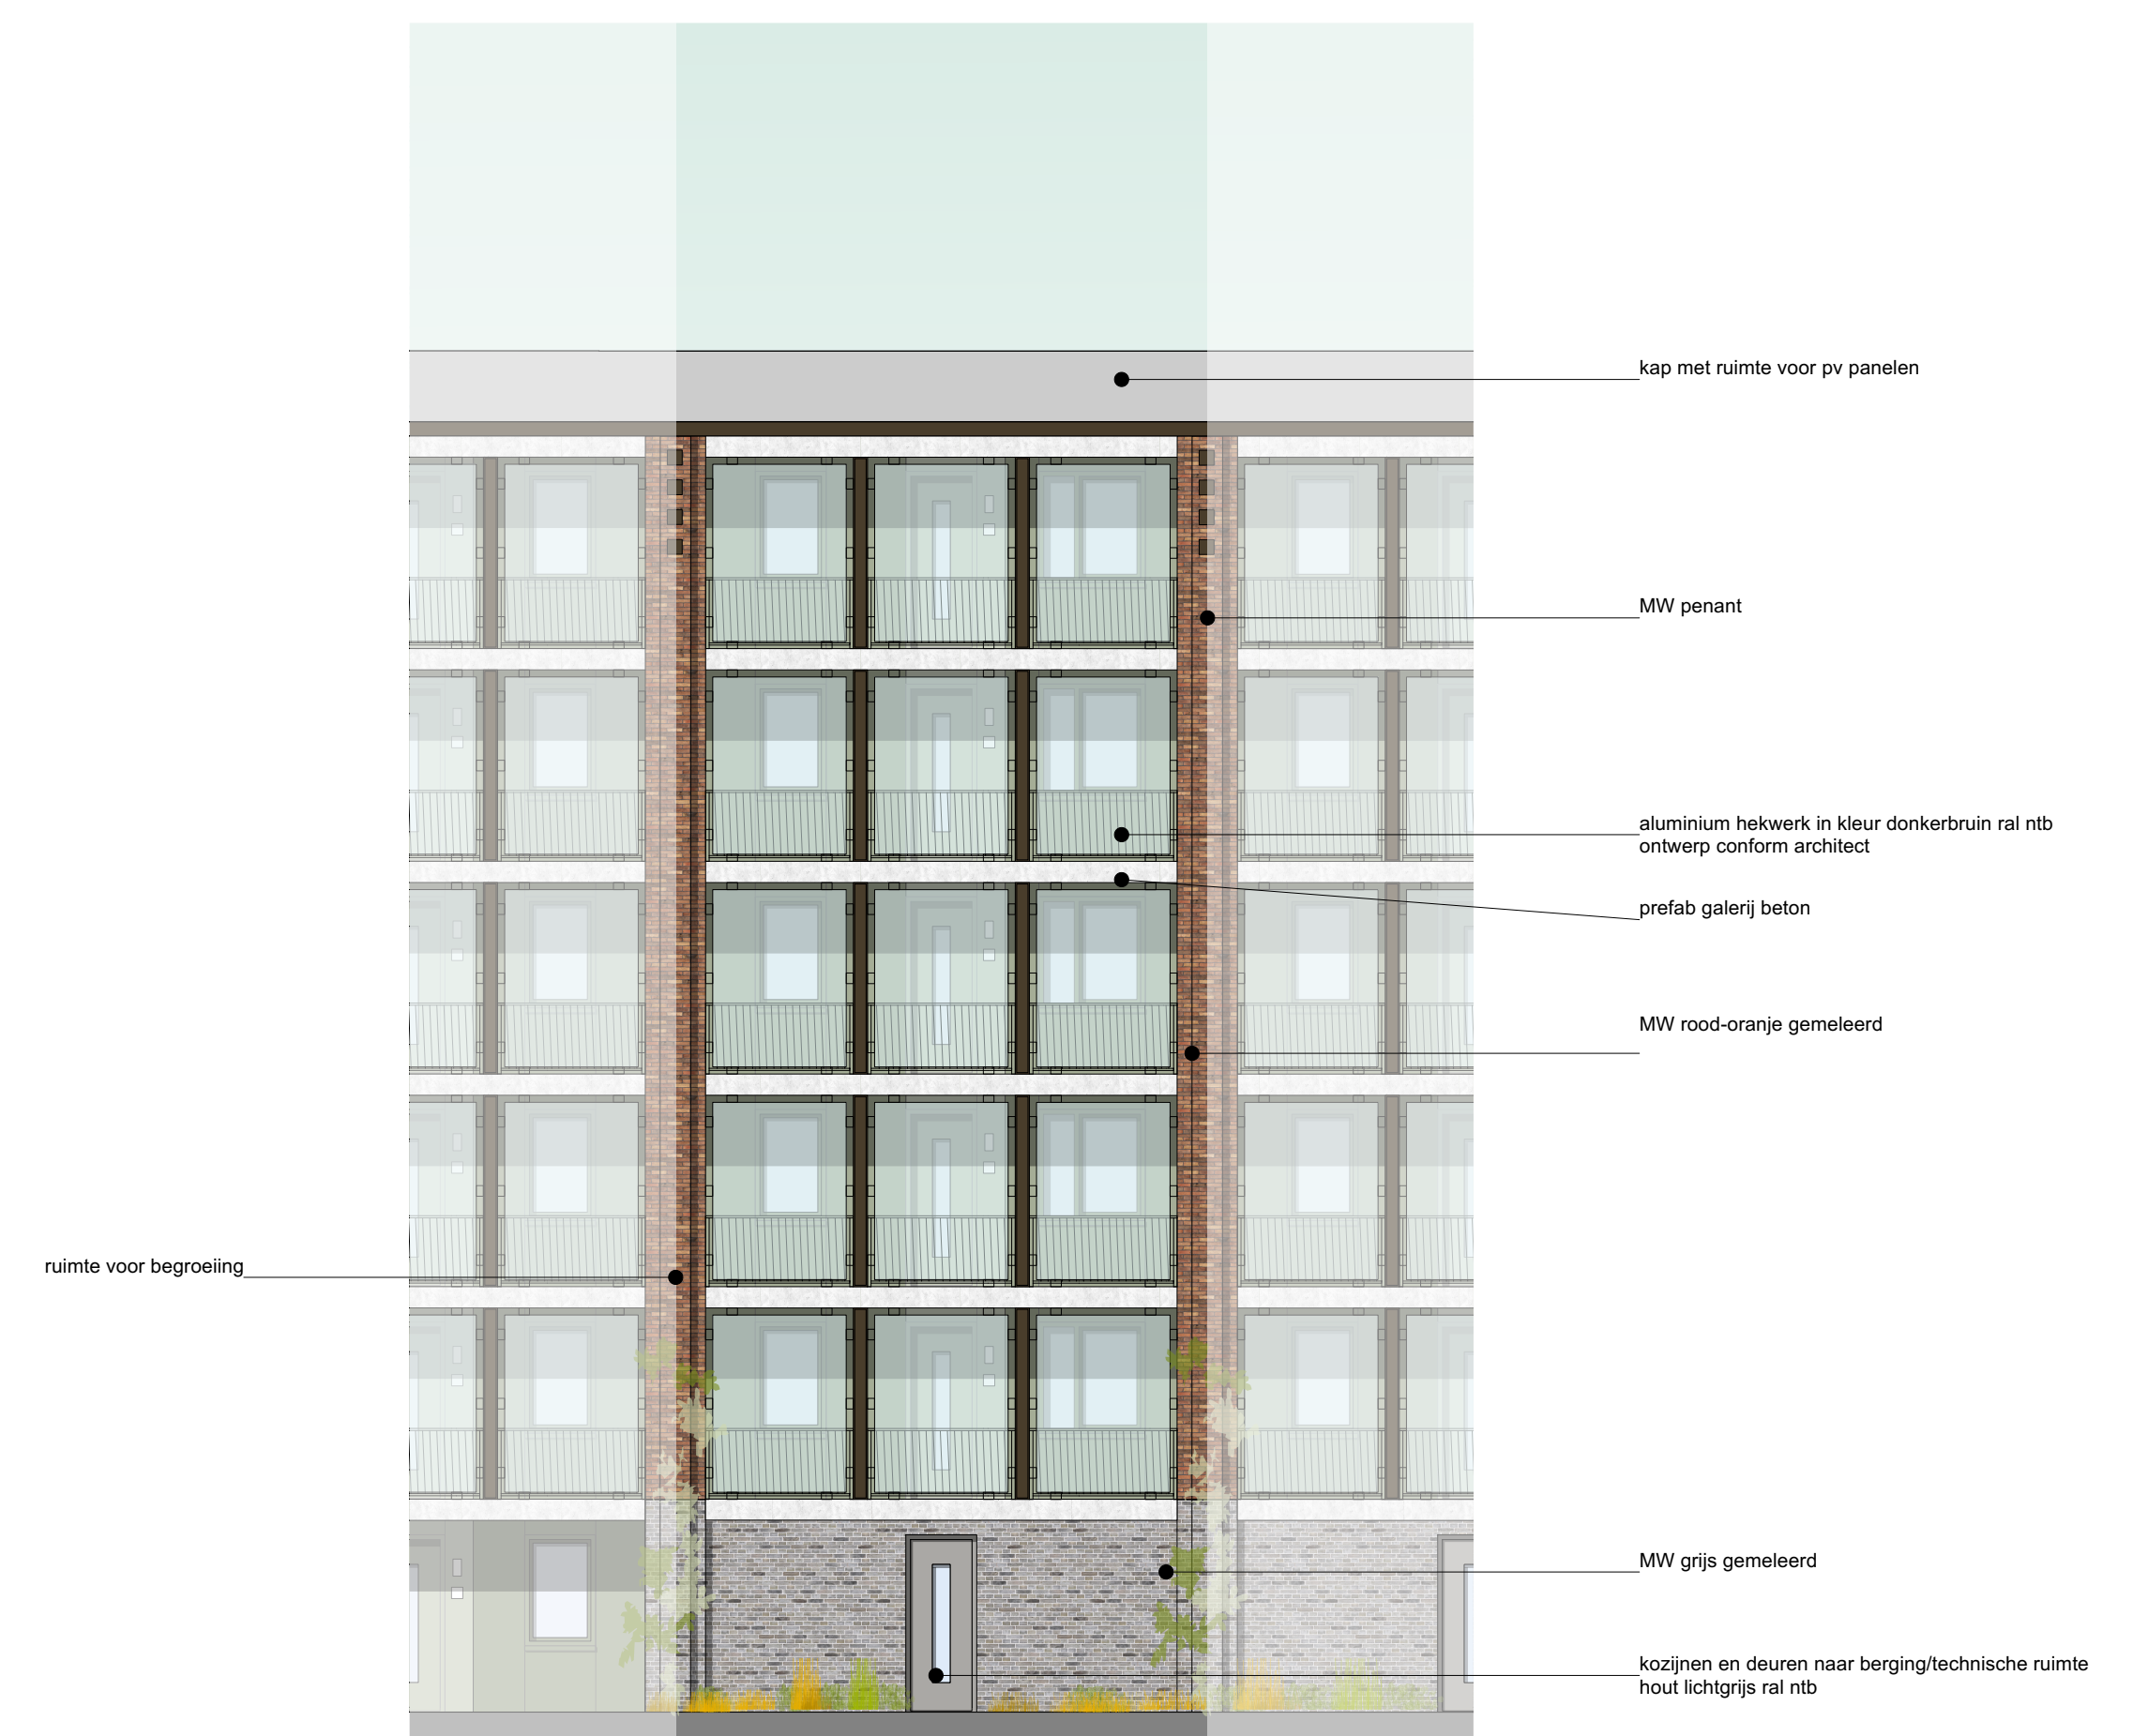 kap met ruimte voor pv panelen
MW penant
aluminium hekwerk in kleur donkerbruin ral ntb
ontwerp conform architect
prefab galerij beton
MW rood-oranje gemeleerd
ruimte voor begroeiing
MW grijs gemeleerd
kozijnen en deuren naar berging/technische ruimte
hout lichtgrijs ral ntb